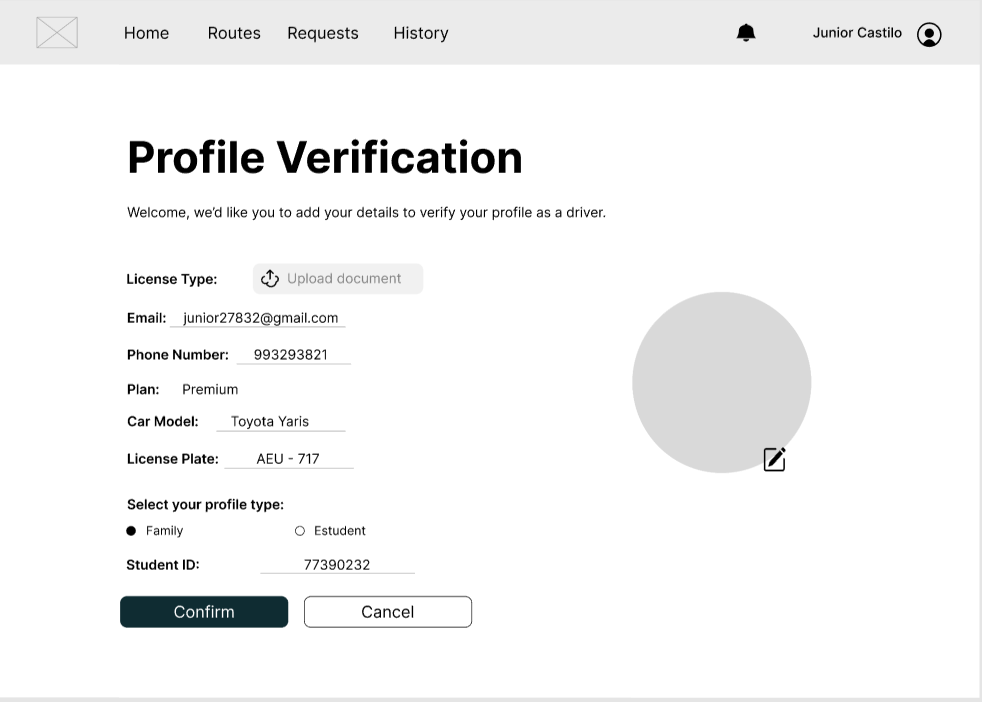 Home Routes Requests History Junior Castilo
Profile Verification
Welcome, we’d like you to add your details to verify your profile as a driver.
License Type: Upload document
Email: junior27832@gmail.com
Phone Number: 993293821
Plan: Premium
Car Model: Toyota Yaris
License Plate: AEU - 717
Select your profile type:
Family Estudent
Student ID: 77390232
Confirm Cancel